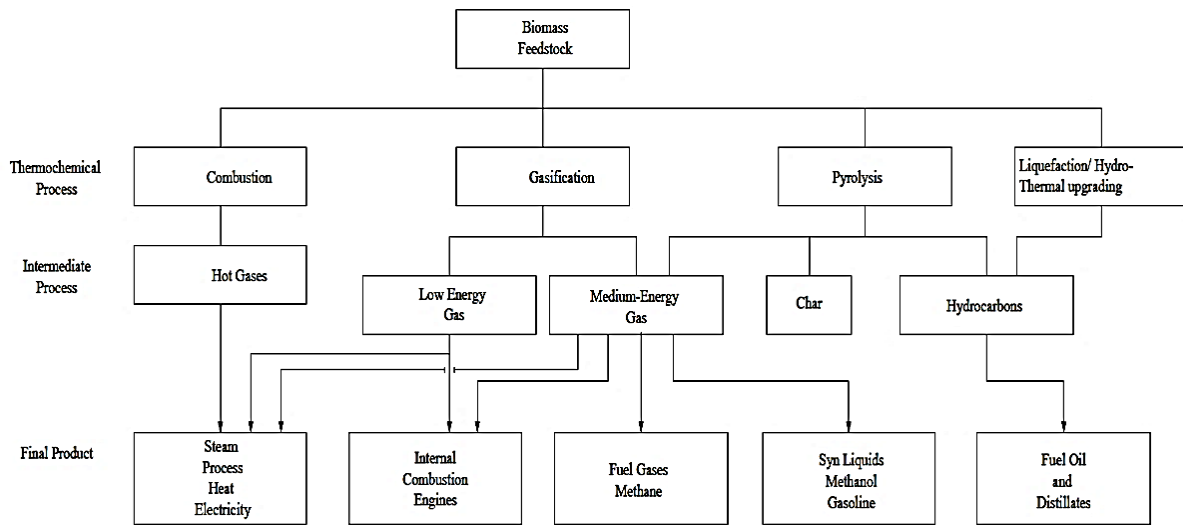 Biomass
Feedstock
Thermochemical
Process
Combustion
Gasification
Pyrolysis
Liquefaction/ Hydro-
Thermal upgrading
Intermediate
Process
Hot Gases
Low Energy
Gas
Medium-Energy
Gas
Char
Hydrocarbons
Final Product
Steam
Process
Heat
Electricity
Internal
Combustion
Engines
Fuel Gases
Methane
Syn Liquids
Methanol
Gasoline
Fuel Oil
and
Distillates